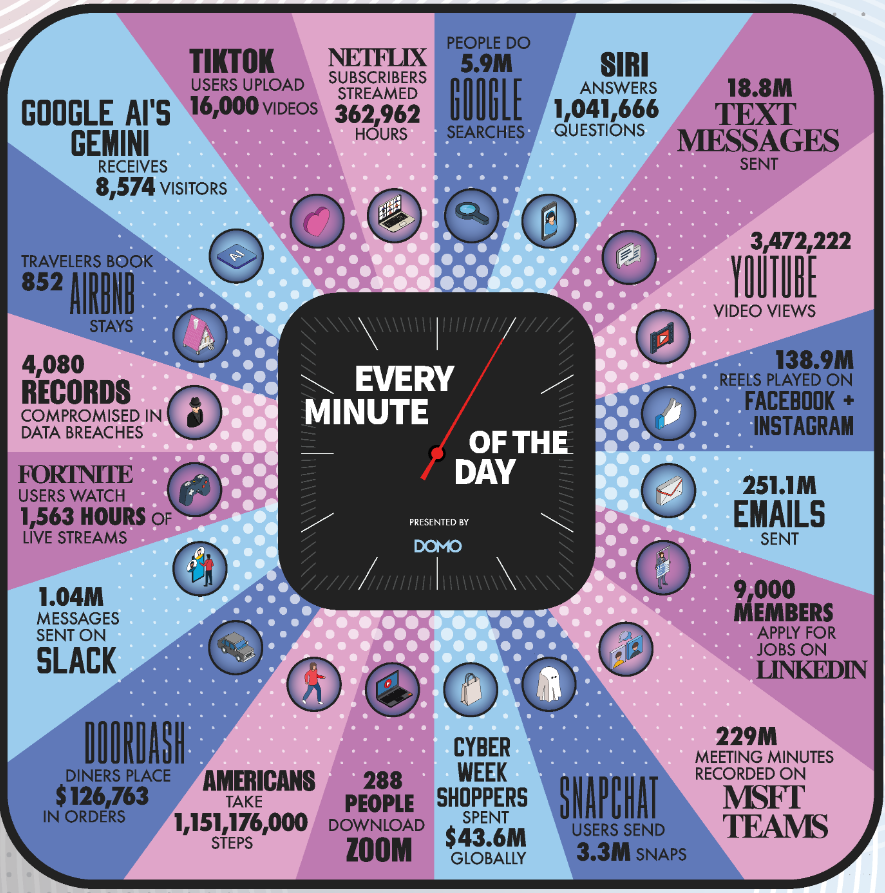 TIKTOK
USERS UPLOAD
16,000 VIDEOS
NETFLIX
SUBSCRIBERS
STREAMED
362,962
HOURS
PEOPLE DO
5.9M
GOOGLE
SEARCHES
SIRI
ANSWERS
1,041,666
QUESTIONS
18.8M
TEXT
MESSAGES
SENT
3,472,222
YOUTUBE
VIDEO VIEWS
138.9M
REELS PLAYED ON
FACEBOOK +
INSTAGRAM
251.1M
EMAILS
SENT
9,000
MEMBERS
APPLY FOR
JOBS ON
LINKEDIN
229M
MEETING MINUTES
RECORDED ON
MSFT
TEAMS
SNAPCHAT
USERS SEND
3.3M SNAPS
CYBER
WEEK
SHOPPERS
SPENT
$43.6M
GLOBALLY
288
PEOPLE
DOWNLOAD
ZOOM
AMERICANS
TAKE
1,151,176,000
STEPS
DOORDASH
DINERS PLACE
$126,763
IN ORDERS
1.04M
MESSAGES
SENT ON
SLACK
FORTNITE
USERS WATCH
1,563 HOURS OF
LIVE STREAMS
4,080
RECORDS
COMPROMISED IN
DATA BREACHES
TRAVELERS BOOK
852 AIRBNB
STAYS
GOOGLE AI'S
GEMINI
RECEIVES
8,574 VISITORS
AI
EVERY
MINUTE
OF THE
DAY
PRESENTED BY
DOMO